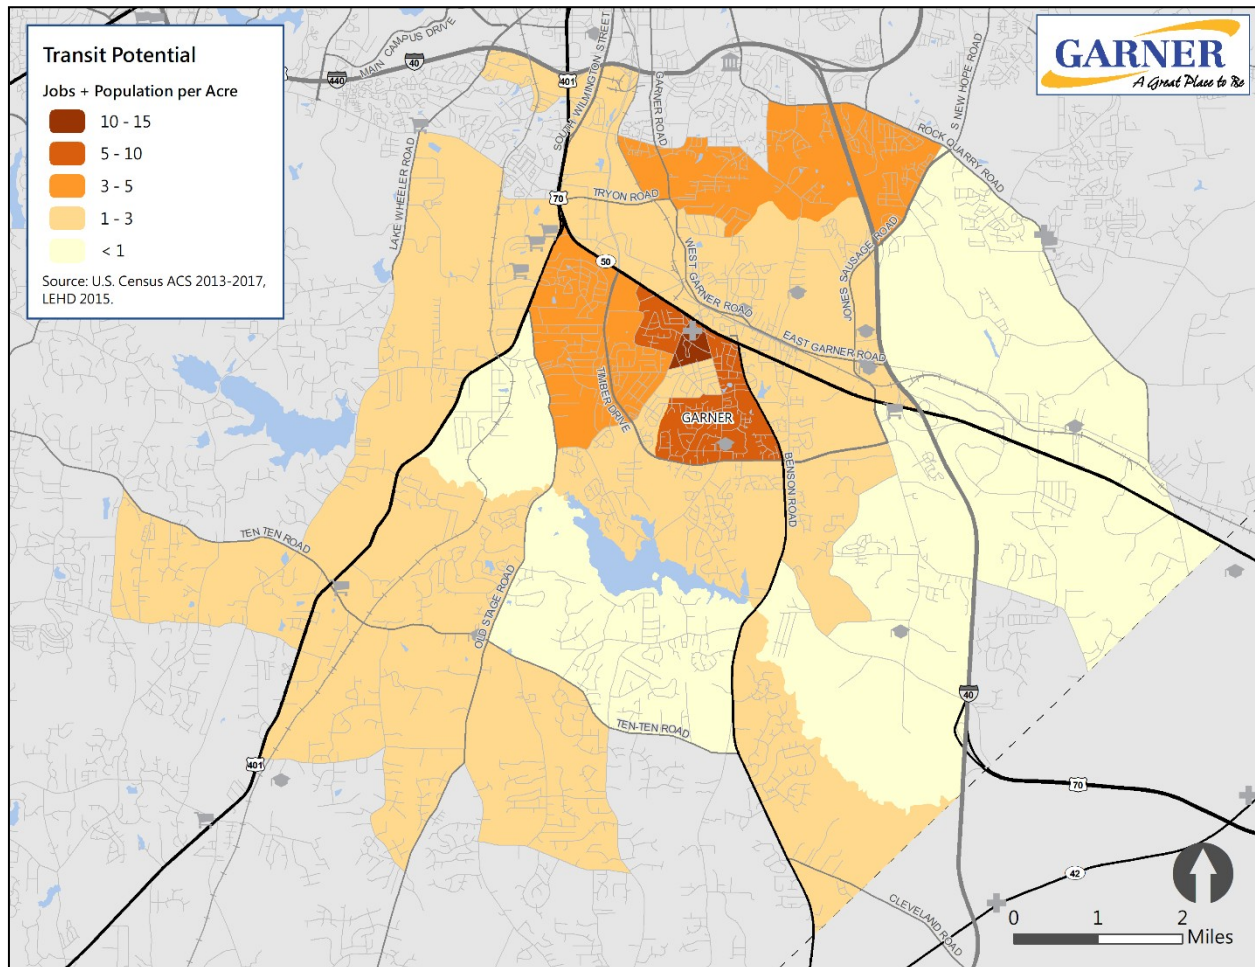 Transit Potential
Jobs + Population per Acre
10 - 15
5 - 10
3 - 5
1 - 3
< 1
Source: U.S. Census ACS 2013-2017,
LEHD 2015.
GARNER
A Great Place to Be
MAIN CAMPUS DRIVE
440
40
401
SOUTH WILMINGTON STREET
GARNER ROAD
S NEW HOPE ROAD
ROCK QUARRY ROAD
LAKE WHEELER ROAD
TRYON ROAD
70
50
WEST GARNER ROAD
JONES SAUSAGE ROAD
EAST GARNER ROAD
TIMBER DRIVE
GARNER
BENSON ROAD
TEN TEN ROAD
OLD STAGE ROAD
TEN-TEN ROAD
40
401
70
42
CLEVELAND ROAD
0 1 2
Miles